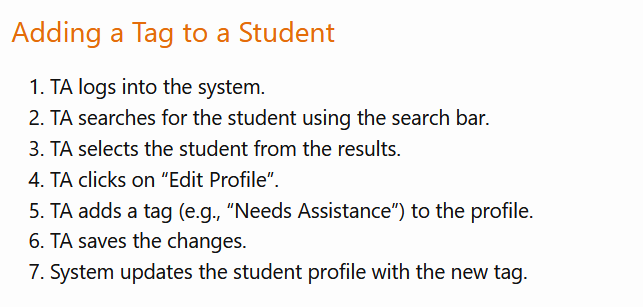 Adding a Tag to a Student
1. TA logs into the system.
2. TA searches for the student using the search bar.
3. TA selects the student from the results.
4. TA clicks on “Edit Profile”.
5. TA adds a tag (e.g., “Needs Assistance”) to the profile.
6. TA saves the changes.
7. System updates the student profile with the new tag.